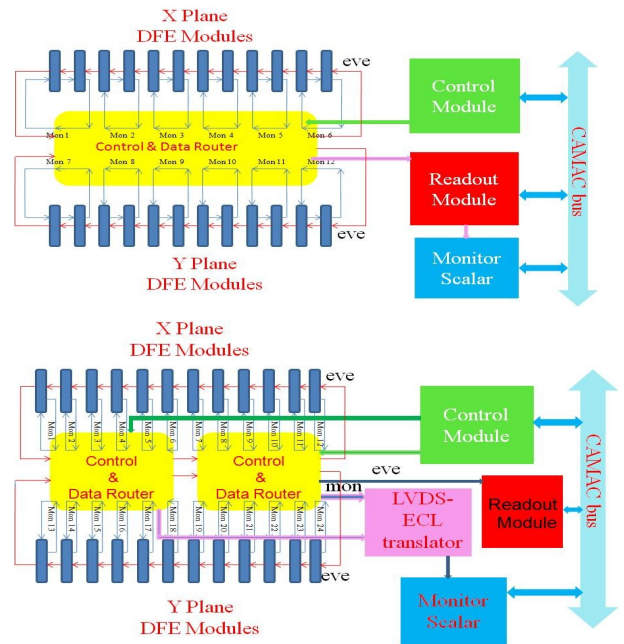 X Plane
DFE Modules
eve
Mon 1
Mon 2
Mon 3
Mon 4
Mon 5
Mon 6
Control & Data Router
Mon 7
Mon 8
Mon 9
Mon 10
Mon 11
Mon 12
eve
Y Plane
DFE Modules
Control
Module
Readout
Module
Monitor
Scalar
CAMAC bus
X Plane
DFE Modules
eve
Mon 1
Mon 2
Mon 3
Mon 4
Mon 5
Mon 6
Mon 7
Mon 8
Mon 9
Mon 10
Mon 11
Mon 12
Control
&
Data Router
Control
&
Data Router
Mon 13
Mon 14
Mon 15
Mon 16
Mon 17
Mon 18
Mon 19
Mon 20
Mon 21
Mon 22
Mon 23
Mon 24
eve
Y Plane
DFE Modules
Control
Module
eve
mon
LVDS-
ECL
translator
Readout
Module
Monitor
Scalar
CAMAC bus